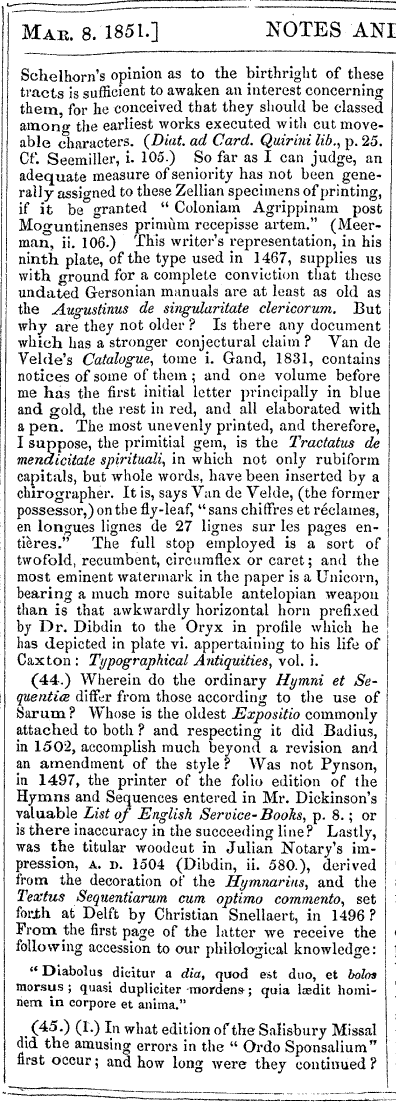 MAR. 8. 1851.] NOTES AND
Schelhorn's opinion as to the birthright of these
tracts is sufficient to awaken an interest concerning
them, for he conceived that they should be classed
among the earliest works executed with cut move-
able characters. (Diat. ad Card. Quirini lib., p. 25.
Cf. Seemiller, i. 105.) So far as I can judge, an
adequate measure of seniority has not been gene-
rally assigned to these Zellian specimens of printing,
if it be granted "Coloniam Agrippinam post
Moguntinenses primùm recepisse artem." (Meer-
man, ii. 106.) This writer's representation, in his
ninth plate, of the type used in 1467, supplies us
with ground for a complete conviction that these
undated Gersonian manuals are at least as old as
the Augustinus de singularitate clericorum. But
why are they not older? Is there any document
which has a stronger conjectural claim? Van de
Velde's Catalogue, tome i. Gand, 1831, contains
notices of some of them; and one volume before
me has the first initial letter principally in blue
and gold, the rest in red, and all elaborated with
a pen. The most unevenly printed, and therefore,
I suppose, the primitial gem, is the Tractatus de
mendicitate spirituali, in which not only rubiform
capitals, but whole words, have been inserted by a
chirographer. It is, says Van de Velde, (the former
possessor,) on the fly-leaf, "sans chiffres et réclames,
en longues lignes de 27 lignes sur les pages en-
tières." The full stop employed is a sort of
twofold, recumbent, circumflex or caret; and the
most eminent watermark in the paper is a Unicorn,
bearing a much more suitable antelopian weapon
than is that awkwardly horizontal horn prefixed
by Dr. Dibdin to the Oryx in profile which he
has depicted in plate vi. appertaining to his life of
Caxton: Typographical Antiquities, vol. i.
(44.) Wherein do the ordinary Hymni et Se-
quentiæ differ from those according to the use of
Sarum? Whose is the oldest Expositio commonly
attached to both? and respecting it did Badius,
in 1502, accomplish much beyond a revision and
an amendment of the style? Was not Pynson,
in 1497, the printer of the folio edition of the
Hymns and Sequences entered in Mr. Dickinson's
valuable List of English Service-Books, p. 8.; or
is there inaccuracy in the succeeding line? Lastly,
was the titular woodcut in Julian Notary's im-
pression, A. D. 1504 (Dibdin, ii. 580.), derived
from the decoration of the Hymnarius, and the
Textus Sequentiarum cum optimo commento, set
forth at Delft by Christian Snellaert, in 1496?
From the first page of the latter we receive the
following accession to our philological knowledge:
"Diabolus dicitur a dia, quod est duo, et bolos
morsus; quasi dupliciter mordens; quia lædit homi-
nem in corpore et anima."
(45.) (1.) In what edition of the Salisbury Missal
did the amusing errors in the "Ordo Sponsalium"
first occur; and how long were they continued?